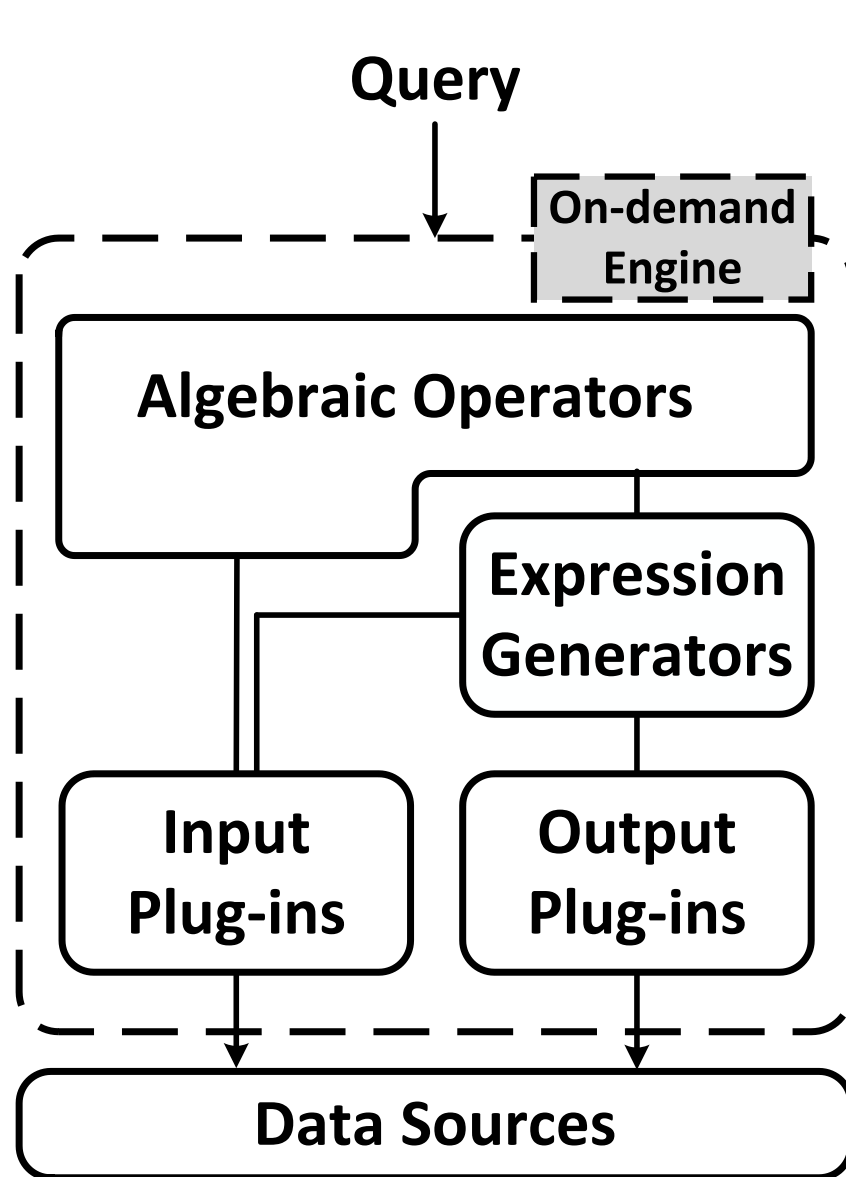 Query
On-demand
Engine
Algebraic Operators
Expression
Generators
Input
Plug-ins
Output
Plug-ins
Data Sources